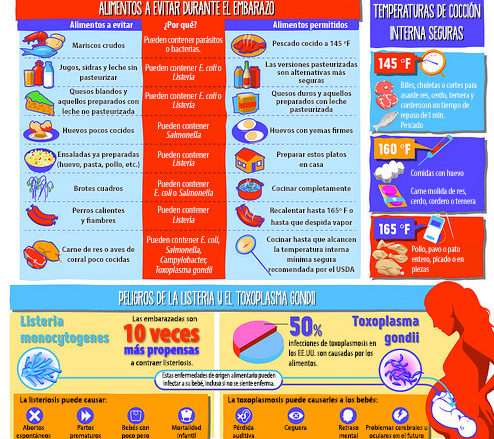 ALIMENTOS A EVITAR DURANTE EL EMBARAZO
Alimentos a evitar
¿Por qué?
Alimentos permitidos
Mariscos crudos
Pueden contener parásitos
o bacterias.
Pescado cocido a 145 °F
Jugos, sidras y leche sin
pasteurizar
Pueden contener E. coli o
Listeria
Las versiones pasteurizadas
son alternativas más
seguras
Quesos blandos y
aquellos preparados con
leche no pasteurizada
Pueden contener E. coli o
Listeria
Quesos duros y aquellos
preparados con leche
pasteurizada
Huevos poco cocidos
Pueden contener
Salmonella
Huevos con yemas firmes
Ensaladas ya preparadas
(huevo, pasta, pollo, etc.)
Pueden contener
Listeria
Preparar estos platos
en casa
Brotes cuadros
Pueden contener
E. coli o Salmonella
Cocinar completamente
Perros calientes
y fiambres
Pueden contener
Listeria
Recalentar hasta 165° F o
hasta que despida vapor
Carne de res o aves de
corral poco cocidas
Pueden contener E. coli,
Salmonella,
Campylobacter,
Toxoplasma gondii
Cocinar hasta que alcancen
la temperatura interna
mínima segura
recomendada por el USDA
TEMPERATURAS DE COCCIÓN
INTERNA SEGURAS
145 °F
Bifes, chuletas o cortes para
asarde res, cerdo, ternera y
corderocon un tiempo de
reposo de3 min.
Pescado
160 °F
Comidas con huevo
Carne molida de res,
cerdo, cordero o ternera
165 °F
Pollo, pavo o pato
entero, picado o en
piezas
PELIGROS DE LA LISTERIA Y EL TOXOPLASMA GONDII
Listeria
monocytogenes
Las embarazadas son
10 veces
más propensas
a contraer listeriosis.
50%
infecciones de toxoplasmosis en
los EE.UU. son causadas por los
alimentos.
Toxoplasma
gondii
Estas enfermedades de origen alimentario pueden
infectar a su bebé, incluso si no se siente enferma.
La listeriosis puede causar:
Abortos
espontáneos
Partos
prematuros
Bebés con
poco peso
Mortalidad
infantil
La toxoplasmosis puede causarles a los bebés:
Pérdida
auditiva
Ceguera
Retraso
mental
Problemas cerebrales u
oculares en el futuro